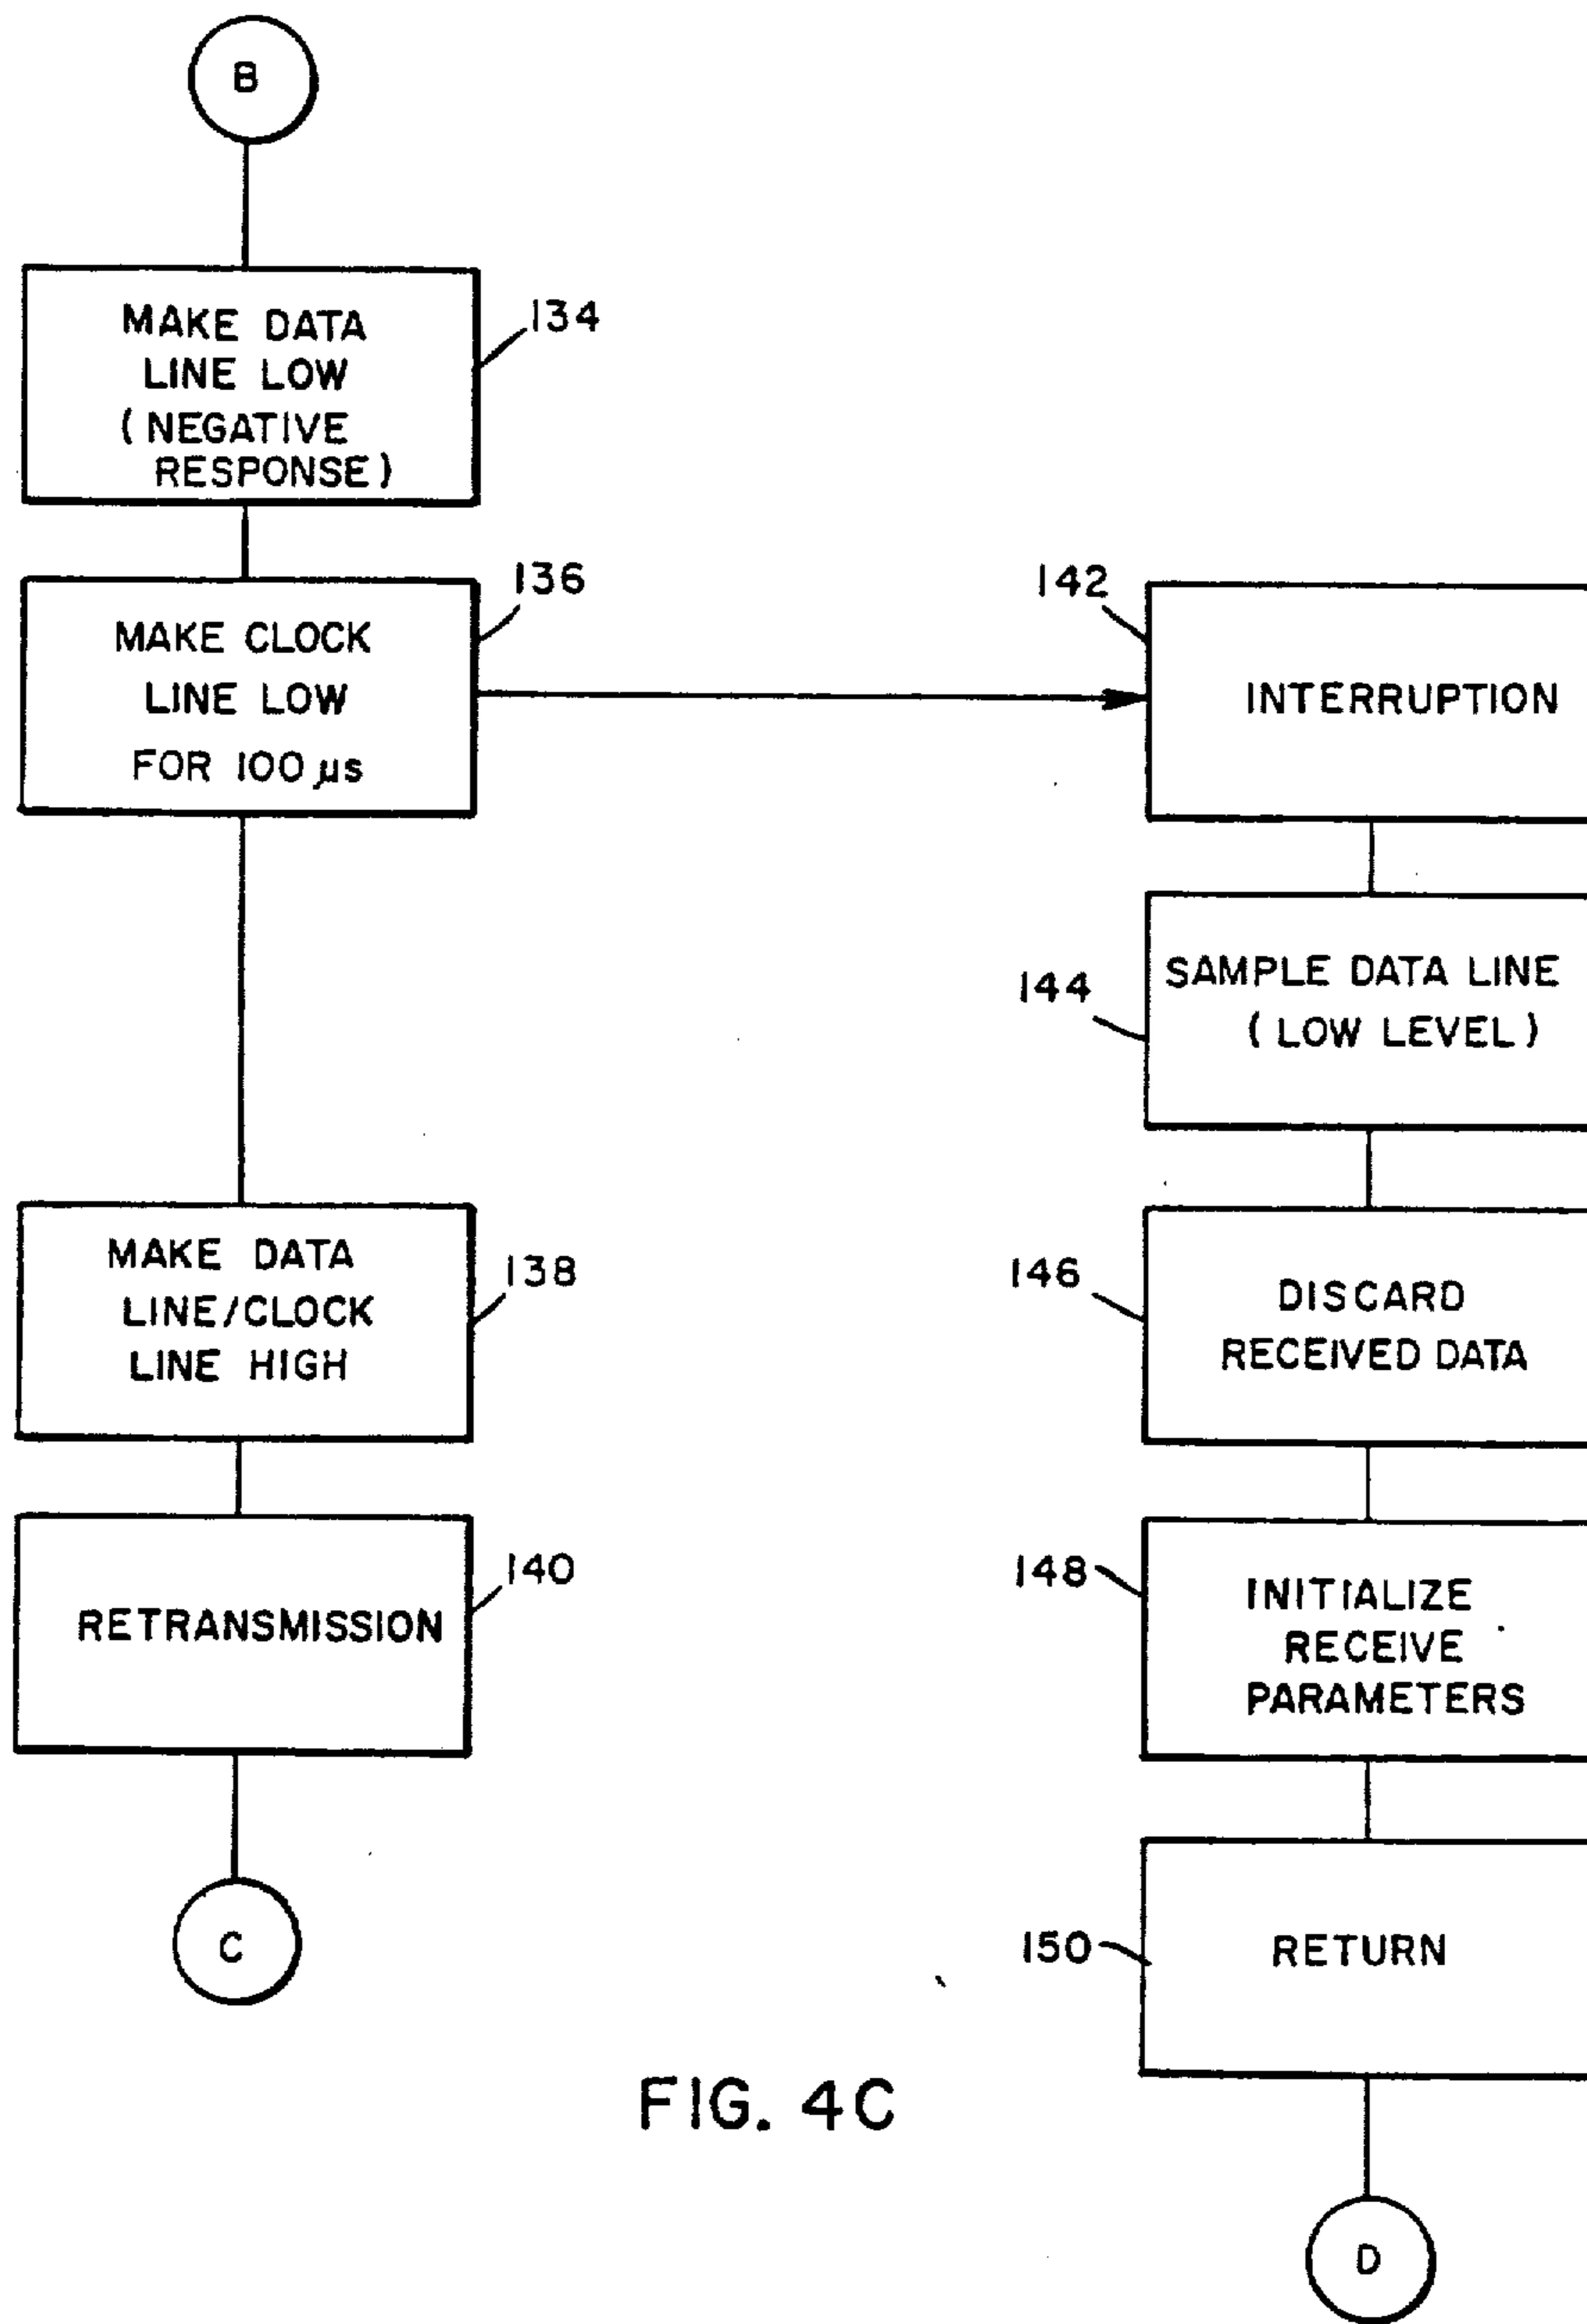 B
MAKE DATA
LINE LOW
(NEGATIVE
RESPONSE)
134
MAKE CLOCK
LINE LOW
FOR 100 µs
136
MAKE DATA
LINE/CLOCK
LINE HIGH
138
RETRANSMISSION
140
C
142
INTERRUPTION
144
SAMPLE DATA LINE
(LOW LEVEL)
146
DISCARD
RECEIVED DATA
148
INITIALIZE
RECEIVE
PARAMETERS
150
RETURN
D
FIG. 4C